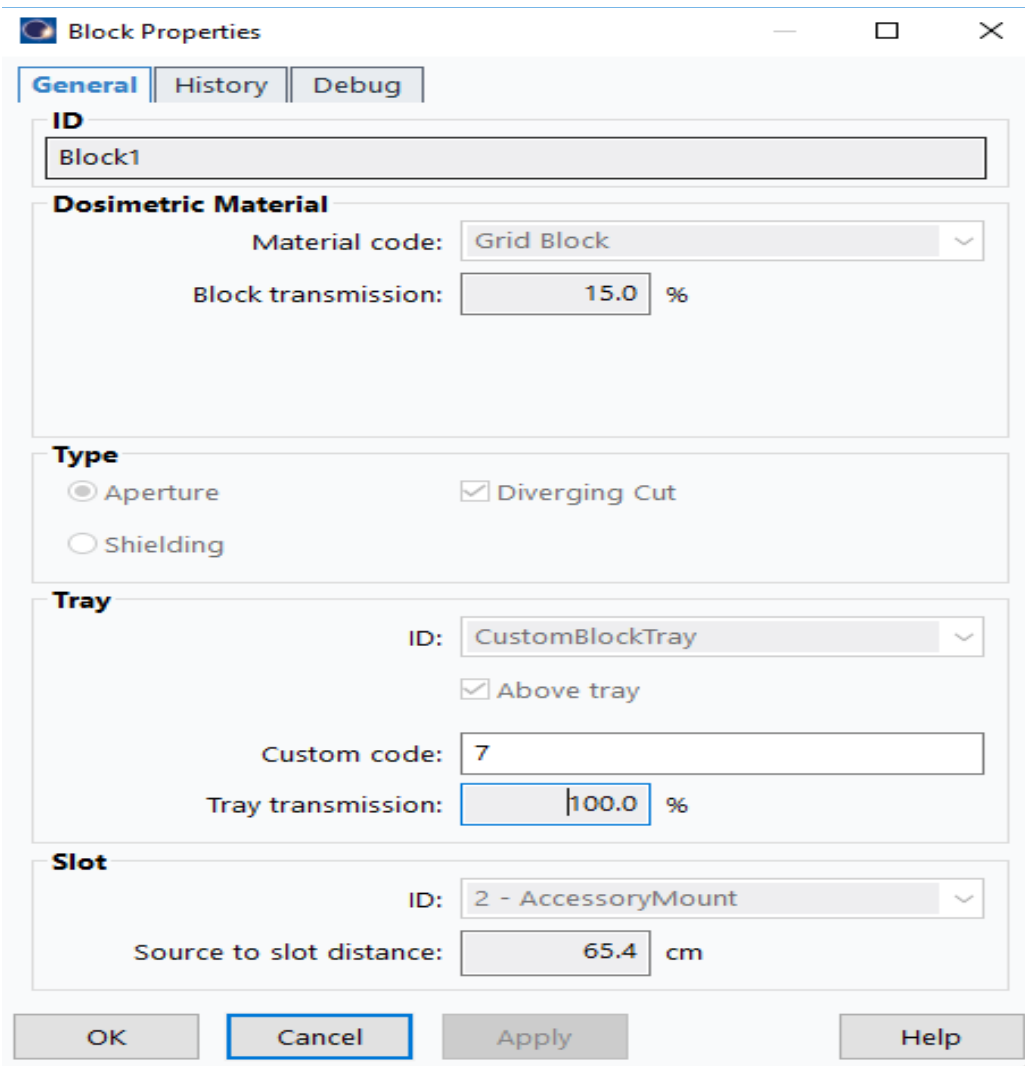 Block Properties
General History Debug
ID
Block1
Dosimetric Material
Material code: Grid Block
Block transmission: 15.0 %
Type
Aperture Diverging Cut
Shielding
Tray
ID: CustomBlockTray
Above tray
Custom code: 7
Tray transmission: 100.0 %
Slot
ID: 2 - AccessoryMount
Source to slot distance: 65.4 cm
OK Cancel Apply Help